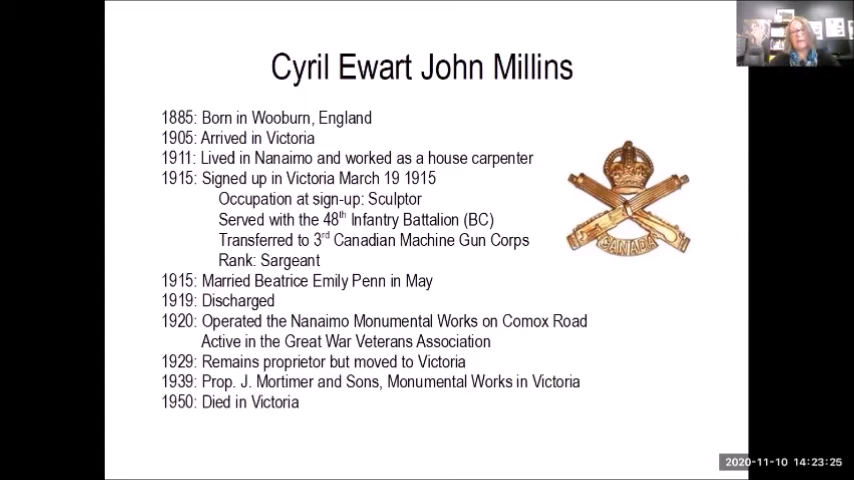 Cyril Ewart John Millins
1885: Born in Wooburn, England
1905: Arrived in Victoria
1911: Lived in Nanaimo and worked as a house carpenter
1915: Signed up in Victoria March 19 1915
Occupation at sign-up: Sculptor
Served with the 48th Infantry Battalion (BC)
Transferred to 3rd Canadian Machine Gun Corps
Rank: Sargeant
1915: Married Beatrice Emily Penn in May
1919: Discharged
1920: Operated the Nanaimo Monumental Works on Comox Road
Active in the Great War Veterans Association
1929: Remains proprietor but moved to Victoria
1939: Prop. J. Mortimer and Sons, Monumental Works in Victoria
1950: Died in Victoria
CANADA
2020-11-10 14:23:25